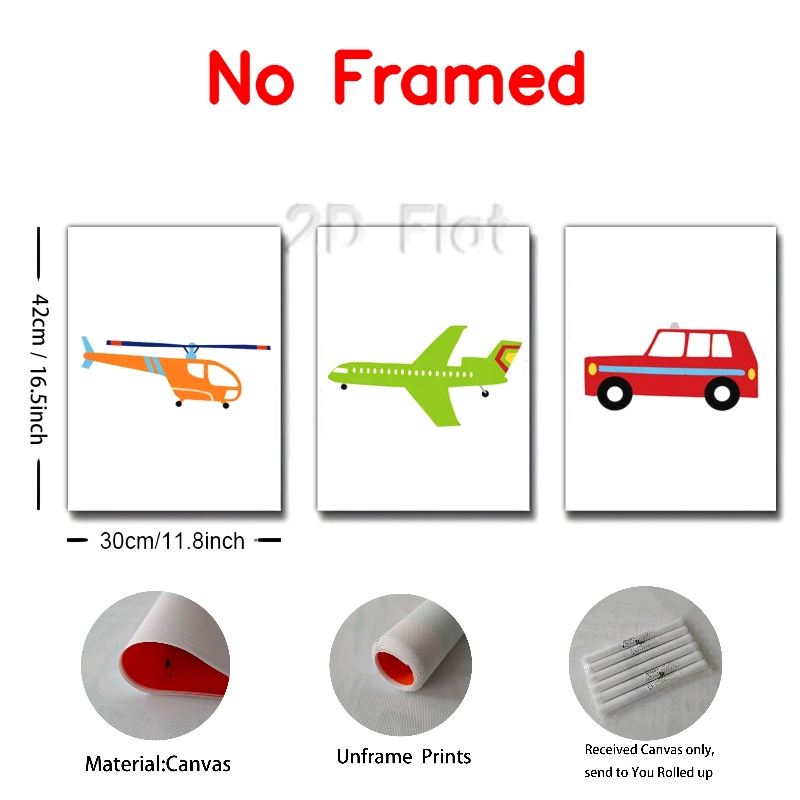 No Framed
2D Flat
42cm / 16.5inch
30cm/11.8inch
Material:Canvas
Unframe Prints
Received Canvas only,
send to You Rolled up